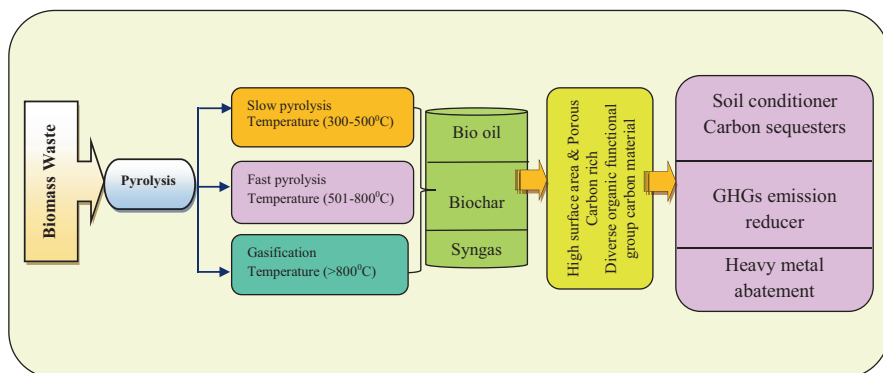 Biomass Waste
Pyrolysis
Slow pyrolysis
Temperature (300-500⁰C)
Fast pyrolysis
Temperature (501-800⁰C)
Gasification
Temperature (>800⁰C)
Bio oil
Biochar
Syngas
High surface area & Porous
Carbon rich
Diverse organic functional
group carbon material
Soil conditioner
Carbon sequesters
GHGs emission
reducer
Heavy metal
abatement